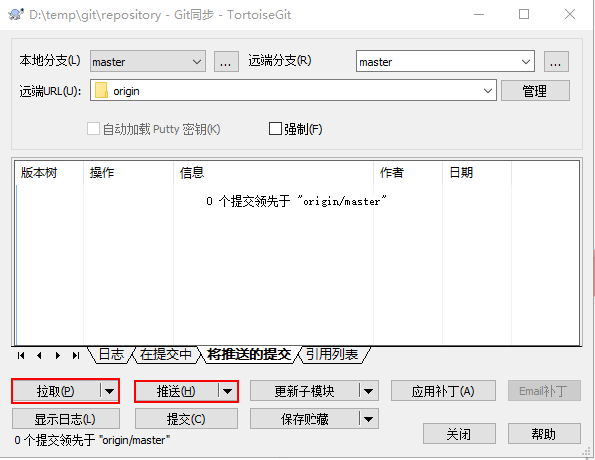 D:\temp\git\repository - Git同步 - TortoiseGit
本地分支(L) master ... 远端分支(R) master ...
远端URL(U): origin 管理
自动加载 Putty 密钥(K) 强制(F)
版本树 操作 信息 作者 日期
0 个提交领先于 "origin/master"
日志 在提交中 将推送的提交 引用列表
拉取(P) 推送(H) 更新子模块 应用补丁(A) Email补丁
显示日志(L) 提交(C) 保存贮藏
关闭 帮助
0 个提交领先于 "origin/master"